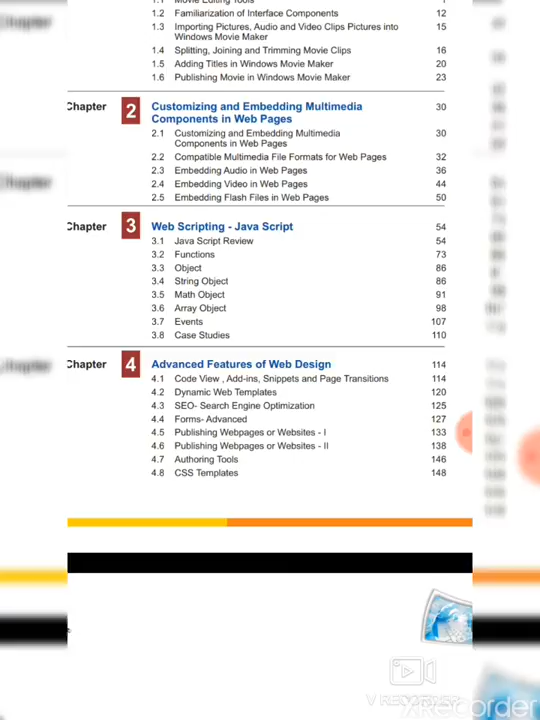 1.1 Movie Editing Tools
1.2 Familiarization of Interface Components 12
1.3 Importing Pictures, Audio and Video Clips Pictures into 15
Windows Movie Maker
1.4 Splitting, Joining and Trimming Movie Clips 16
1.5 Adding Titles in Windows Movie Maker 20
1.6 Publishing Movie in Windows Movie Maker 23
Chapter 2 Customizing and Embedding Multimedia 30
Components in Web Pages
2.1 Customizing and Embedding Multimedia 30
Components in Web Pages
2.2 Compatible Multimedia File Formats for Web Pages 32
2.3 Embedding Audio in Web Pages 36
2.4 Embedding Video in Web Pages 44
2.5 Embedding Flash Files in Web Pages 50
Chapter 3 Web Scripting - Java Script 54
3.1 Java Script Review 54
3.2 Functions 73
3.3 Object 86
3.4 String Object 86
3.5 Math Object 91
3.6 Array Object 98
3.7 Events 107
3.8 Case Studies 110
Chapter 4 Advanced Features of Web Design 114
4.1 Code View , Add-ins, Snippets and Page Transitions 114
4.2 Dynamic Web Templates 120
4.3 SEO- Search Engine Optimization 125
4.4 Forms- Advanced 127
4.5 Publishing Webpages or Websites - I 133
4.6 Publishing Webpages or Websites - II 138
4.7 Authoring Tools 146
4.8 CSS Templates 148
V RECORDER
XRecorder